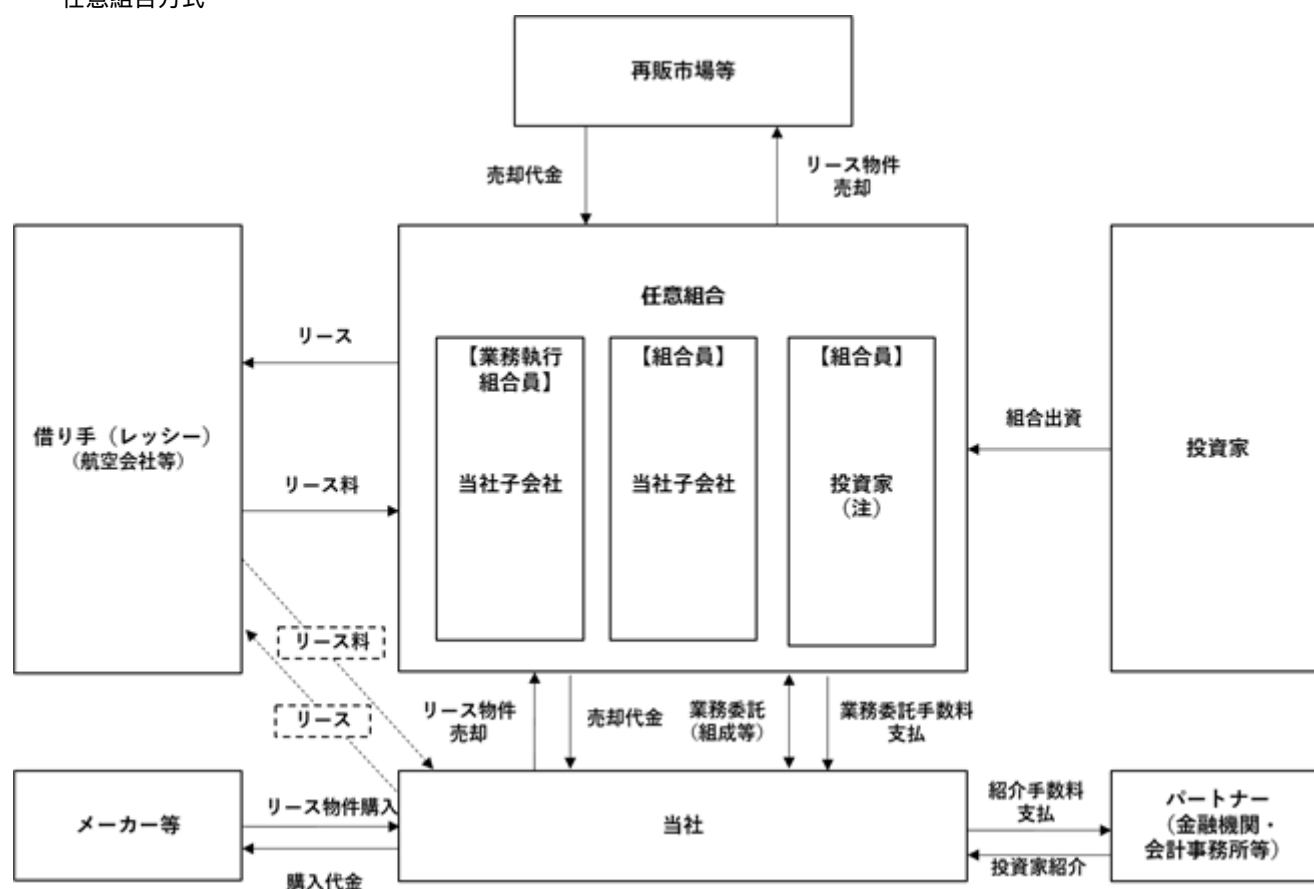 任意組合方式
再販市場等
売却代金
リース物件
売却
任意組合
リース
【業務執行
組合員】
【組合員】
【組合員】
組合出資
借り手（レッシー）
（航空会社等）
リース料
当社子会社
当社子会社
投資家
（注）
投資家
リース料
リース
リース物件
売却
売却代金
業務委託
（組成等）
業務委託手数料
支払
メーカー等
リース物件購入
購入代金
当社
紹介手数料
支払
投資家紹介
パートナー
（金融機関・
会計事務所等）